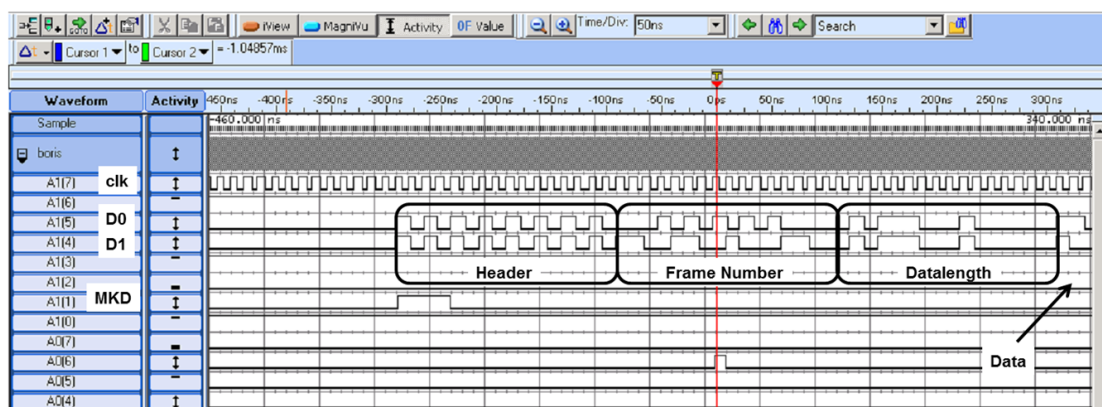 iView MagniVu Activity 0F Value Time/Div: 50ns Search
Δt Cursor 1 to Cursor 2 = -1.04857ms
Waveform Activity -460ns -400ns -350ns -300ns -250ns -200ns -150ns -100ns -50ns 0ps 50ns 100ns 150ns 200ns 250ns 300ns
Sample -460.000 ns 340.000 ns
boris
A1(7) clk
A1(6)
A1(5) D0
A1(4) D1
A1(3)
Header Frame Number Datalength
A1(2)
A1(1) MKD
A1(0)
A0(7)
A0(6) Data
A0(5)
A0(4)